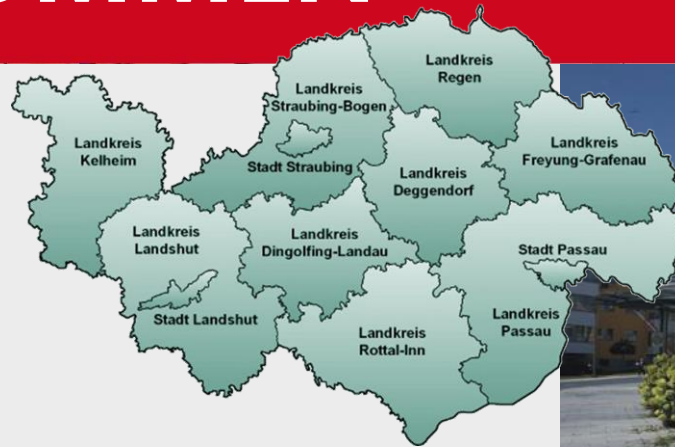 Landkreis
Regen
Landkreis
Straubing-Bogen
Stadt Straubing
Landkreis
Kelheim
Landkreis
Freyung-Grafenau
Landkreis
Deggendorf
Landkreis
Landshut
Landkreis
Dingolfing-Landau
Stadt Passau
Stadt Landshut
Landkreis
Rottal-Inn
Landkreis
Passau